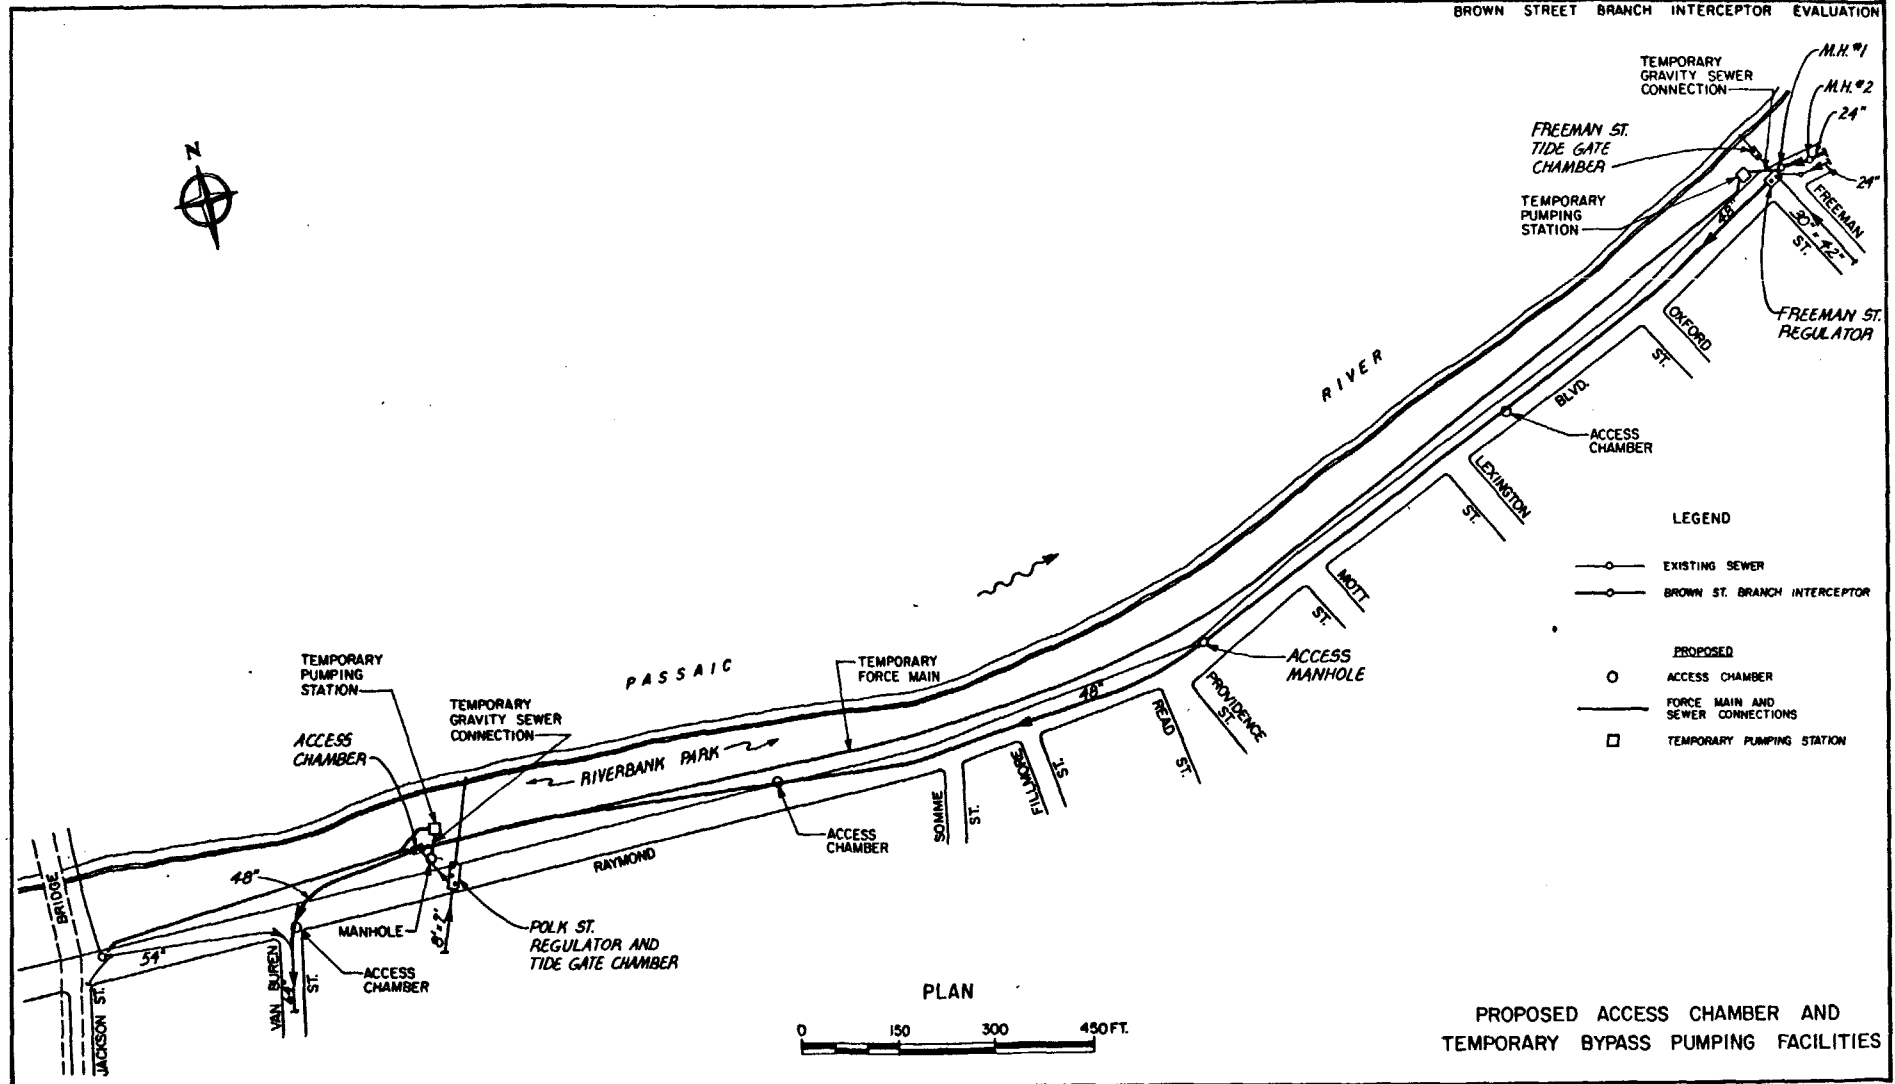 BROWN STREET BRANCH INTERCEPTOR EVALUATION
M.H. #1
TEMPORARY
GRAVITY SEWER
CONNECTION
M.H. #2
24"
FREEMAN ST.
TIDE GATE
CHAMBER
24"
TEMPORARY
PUMPING
STATION
48"
FREEMAN
ST.
30" x 42"
FREEMAN ST.
REGULATOR
OXFORD
ST.
N
RIVER
BLVD.
ACCESS
CHAMBER
LEXINGTON
ST.
LEGEND
EXISTING SEWER
BROWN ST. BRANCH INTERCEPTOR
PROPOSED
ACCESS CHAMBER
FORCE MAIN AND
SEWER CONNECTIONS
TEMPORARY PUMPING STATION
MOTT
ST.
ACCESS
MANHOLE
PROVIDENCE
ST.
48"
READ
ST.
FILLMORE
ST.
SOMME
ST.
TEMPORARY
PUMPING
STATION
PASSAIC
TEMPORARY
FORCE MAIN
TEMPORARY
GRAVITY SEWER
CONNECTION
ACCESS
CHAMBER
RIVERBANK PARK
ACCESS
CHAMBER
RAYMOND
48"
BRIDGE
MANHOLE
8' x 7'
POLK ST.
REGULATOR AND
TIDE GATE CHAMBER
54"
ACCESS
CHAMBER
VAN BUREN
ST.
JACKSON ST.
PLAN
0 150 300 450 FT.
PROPOSED ACCESS CHAMBER AND
TEMPORARY BYPASS PUMPING FACILITIES